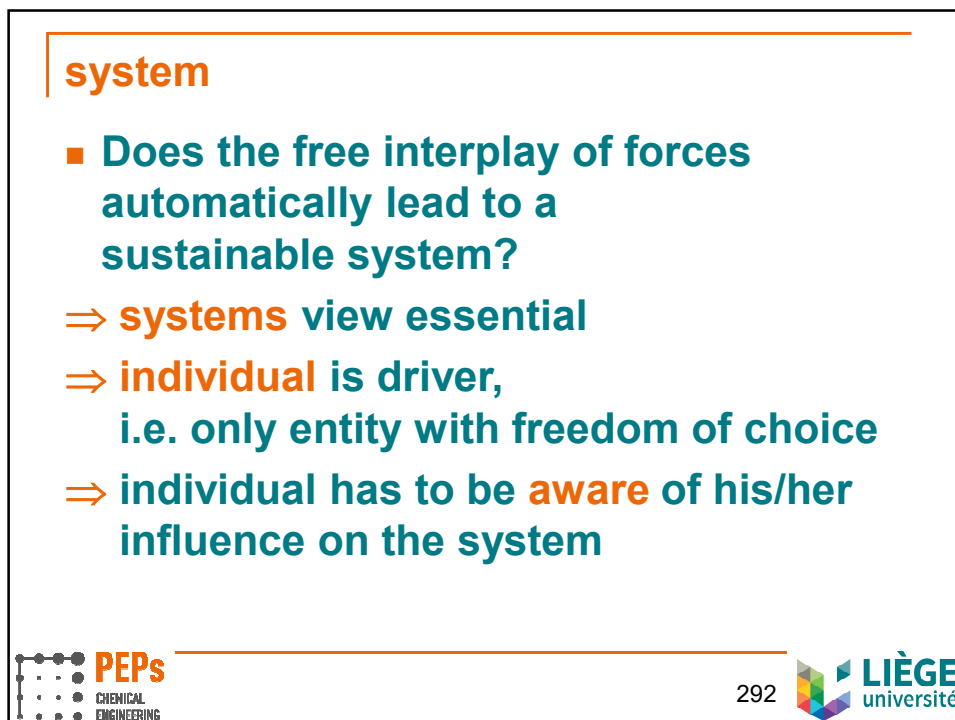 system
■ Does the free interplay of forces
automatically lead to a
sustainable system?
⇒ systems view essential
⇒ individual is driver,
i.e. only entity with freedom of choice
⇒ individual has to be aware of his/her
influence on the system
PEPs
CHEMICAL
ENGINEERING
292
LIÈGE
université